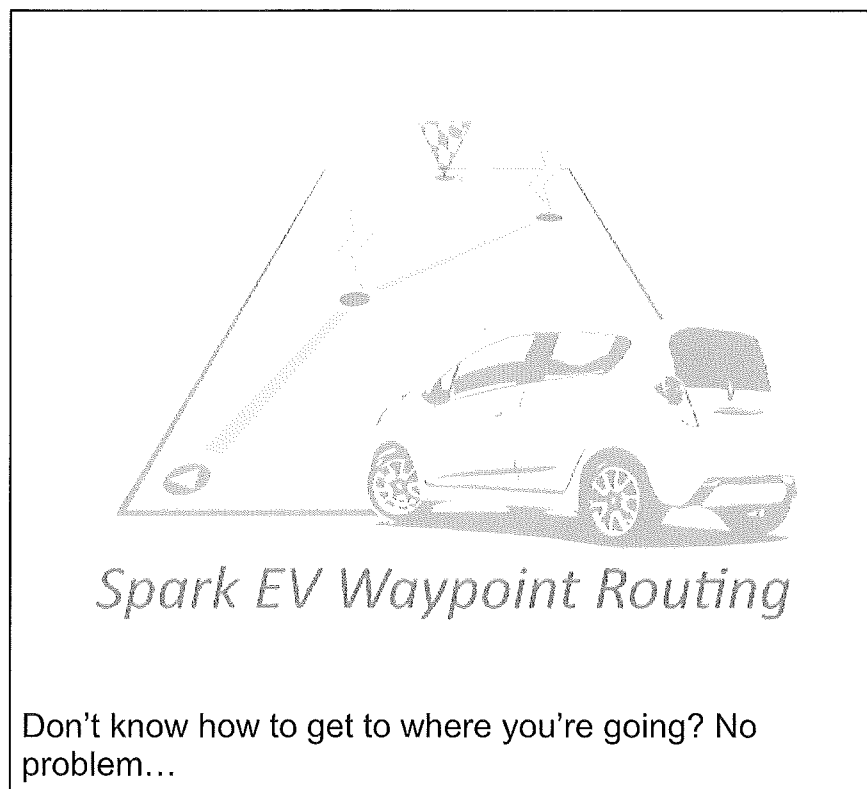 Spark EV Waypoint Routing
Don't know how to get to where you're going? No
problem…